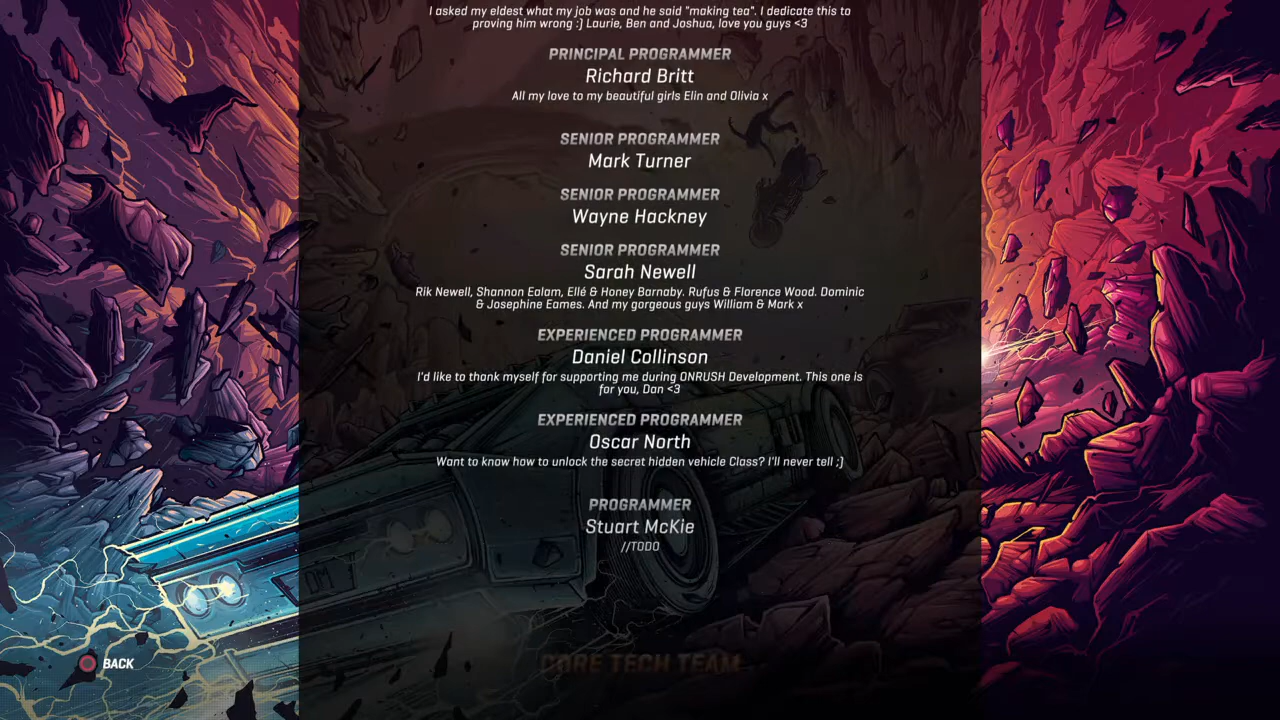 I asked my eldest what my job was and he said "making tea". I dedicate this to
proving him wrong :] Laurie, Ben and Joshua, love you guys <3
PRINCIPAL PROGRAMMER
Richard Britt
All my love to my beautiful girls Elin and Olivia x
SENIOR PROGRAMMER
Mark Turner
SENIOR PROGRAMMER
Wayne Hackney
SENIOR PROGRAMMER
Sarah Newell
Rik Newell, Shannon Ealam, Ellé & Honey Barnaby. Rufus & Florence Wood. Dominic
& Josephine Eames. And my gorgeous guys William & Mark x
EXPERIENCED PROGRAMMER
Daniel Collinson
I'd like to thank myself for supporting me during ONRUSH Development. This one is
for you, Dan <3
EXPERIENCED PROGRAMMER
Oscar North
Want to know how to unlock the secret hidden vehicle Class? I'll never tell ;)
PROGRAMMER
Stuart McKie
//TODO
CORE TECH TEAM
BACK